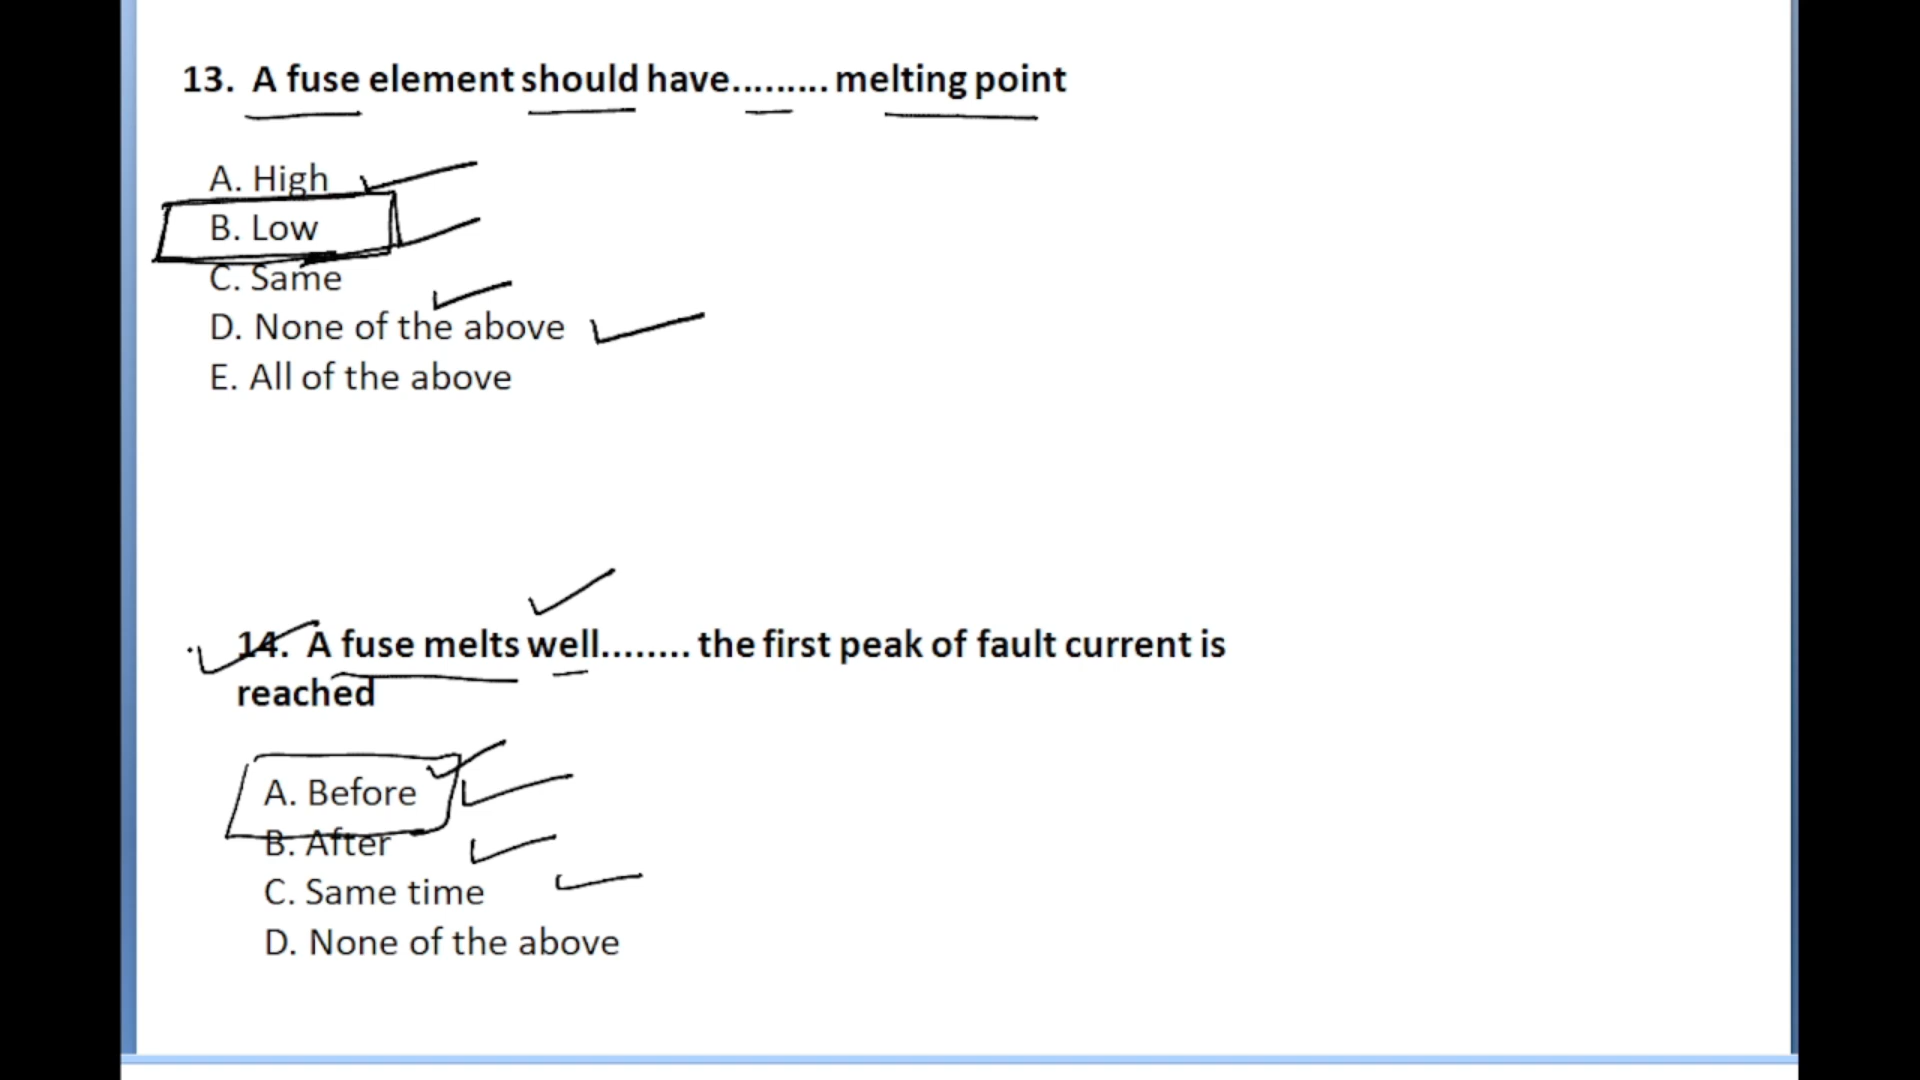 13. A fuse element should have......... melting point
A. High
B. Low
C. Same
D. None of the above
E. All of the above
14. A fuse melts well........ the first peak of fault current is
reached
A. Before
B. After
C. Same time
D. None of the above